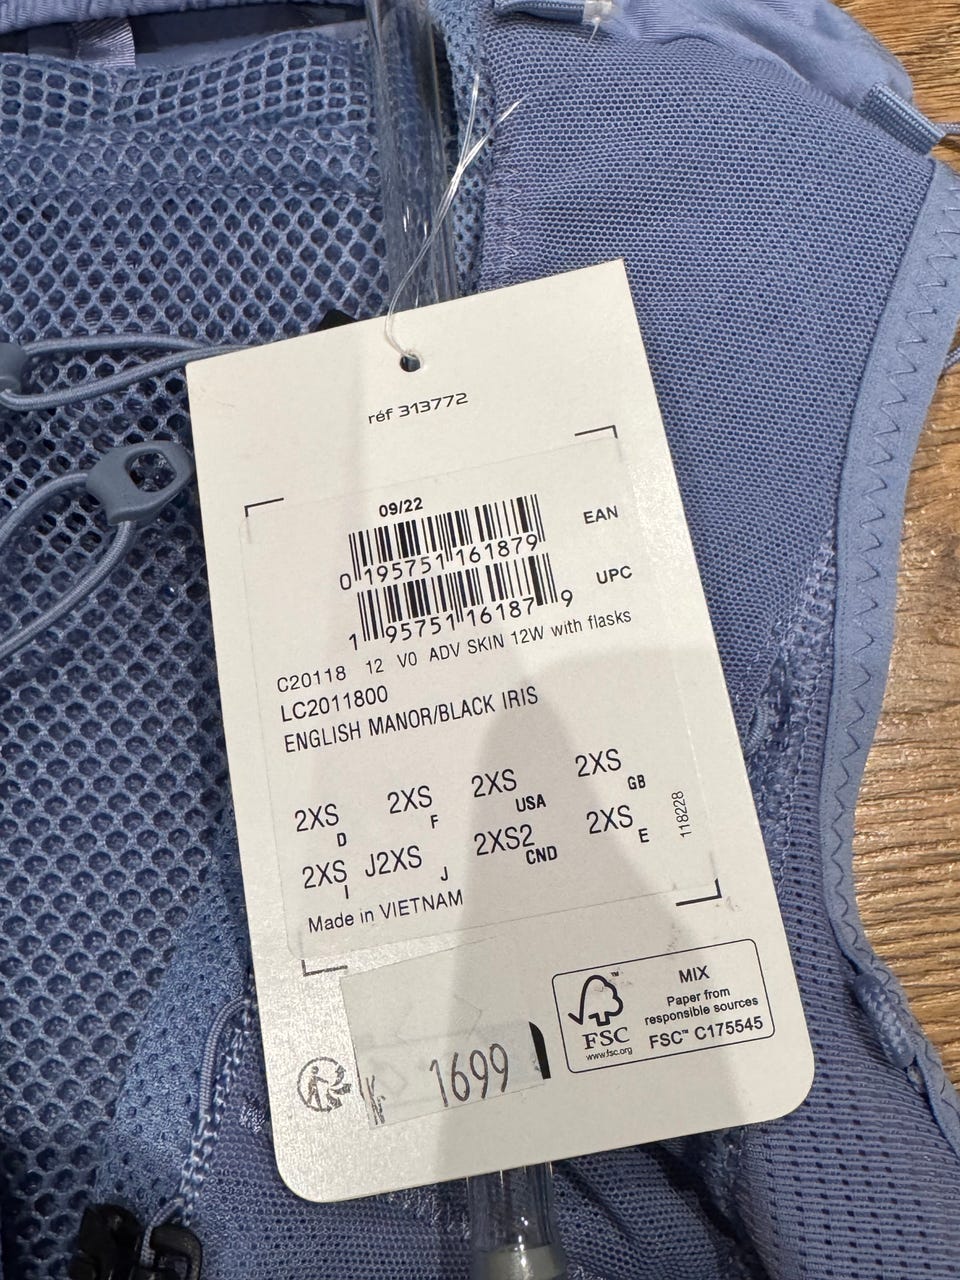 réf 313772
09/22
EAN
0 195751 161879
UPC
1 95751 16187 9
C20118 12 V0 ADV SKIN 12W with flasks
LC2011800
ENGLISH MANOR/BLACK IRIS
2XS D 2XS F 2XS USA 2XS GB
2XS I J2XS J 2XS2 CND 2XS E
118228
Made in VIETNAM
FSC™
www.fsc.org
MIX
Paper from
responsible sources
FSC™ C175545
1699